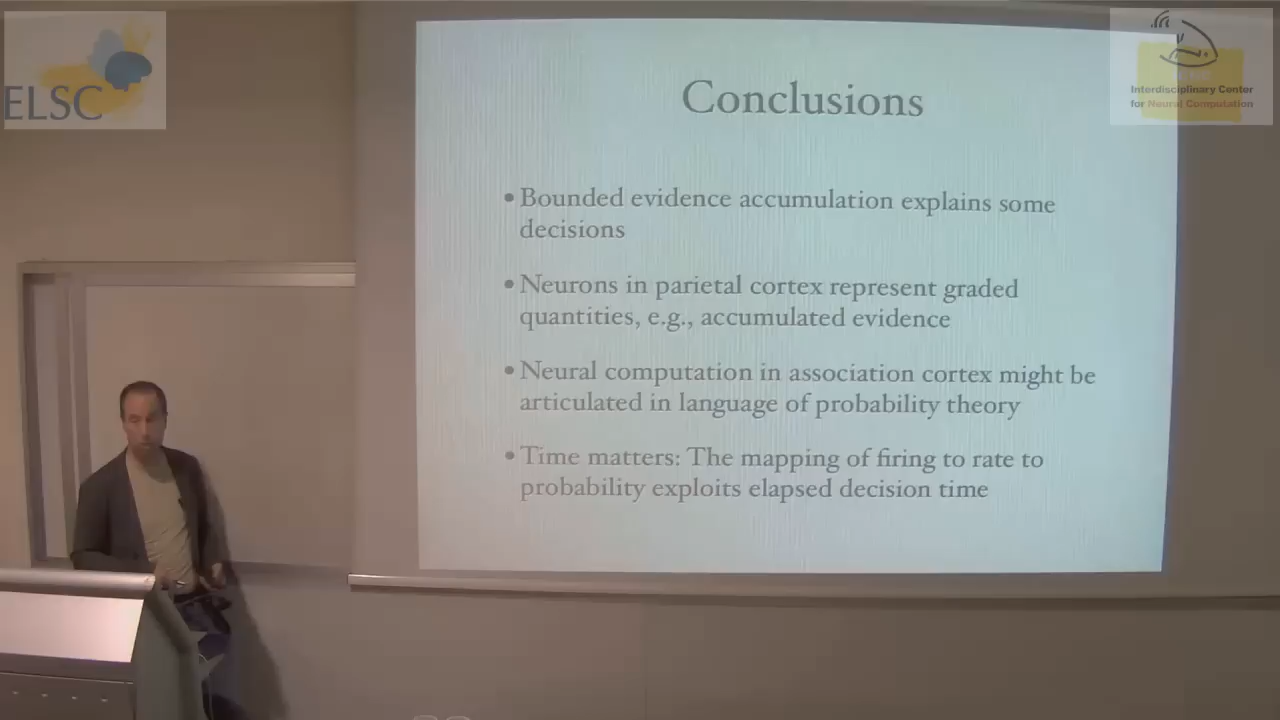 ELSC
Interdisciplinary Center
for Neural Computation
Conclusions
• Bounded evidence accumulation explains some
decisions
• Neurons in parietal cortex represent graded
quantities, e.g., accumulated evidence
• Neural computation in association cortex might be
articulated in language of probability theory
• Time matters: The mapping of firing to rate to
probability exploits elapsed decision time